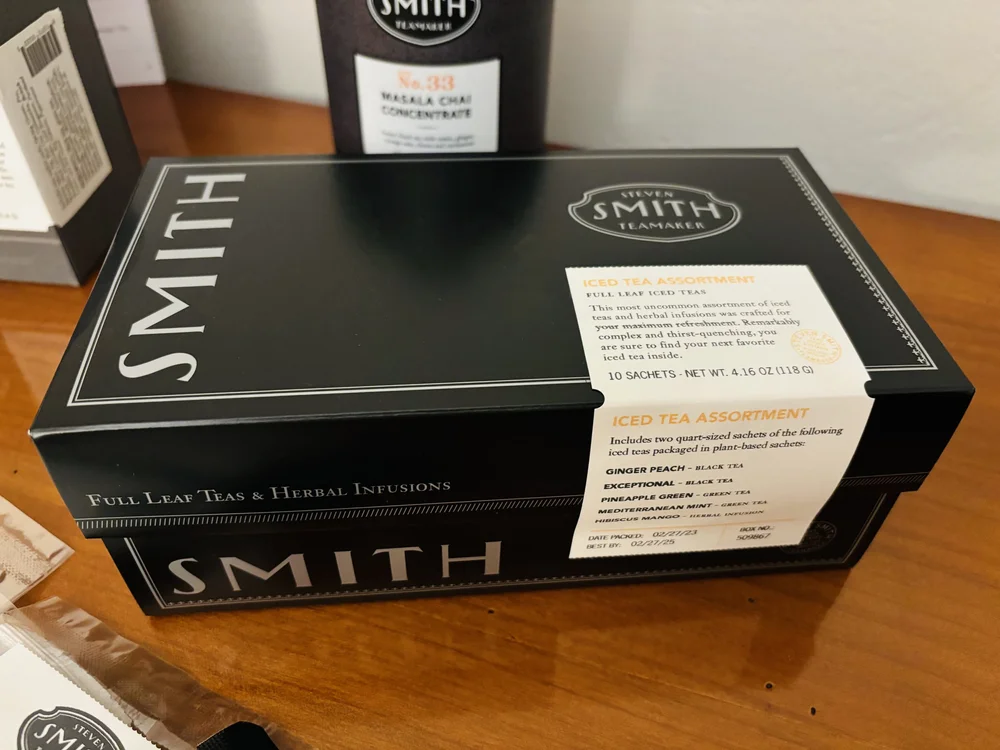 SMITH
TEAMAKER
No. 33
MASALA CHAI
CONCENTRATE
SMITH
STEVEN
SMITH
TEAMAKER
ICED TEA ASSORTMENT
FULL LEAF ICED TEAS
This most uncommon assortment of iced
teas and herbal infusions was crafted for
your maximum refreshment. Remarkably
complex and thirst-quenching, you
are sure to find your next favorite
iced tea inside.
10 SACHETS · NET WT. 4.16 OZ (118 G)
ICED TEA ASSORTMENT
Includes two quart-sized sachets of the following
iced teas packaged in plant-based sachets:
GINGER PEACH – BLACK TEA
EXCEPTIONAL – BLACK TEA
PINEAPPLE GREEN – GREEN TEA
MEDITERRANEAN MINT – GREEN TEA
HIBISCUS MANGO – HERBAL INFUSION
DATE PACKED: 02/27/23
BEST BY: 02/27/25
BOX NO.:
509867
FULL LEAF TEAS & HERBAL INFUSIONS
SMITH
STEVEN